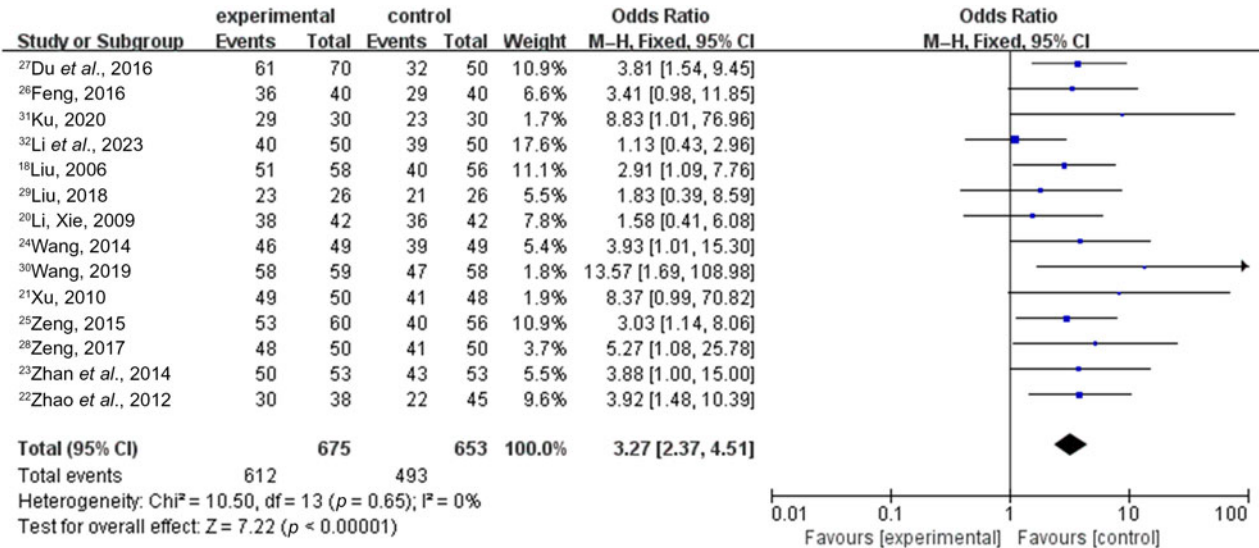 experimental control Odds Ratio Odds Ratio
Study or Subgroup Events Total Events Total Weight M–H, Fixed, 95% CI M–H, Fixed, 95% CI
²⁷Du et al., 2016 61 70 32 50 10.9% 3.81 [1.54, 9.45]
²⁶Feng, 2016 36 40 29 40 6.6% 3.41 [0.98, 11.85]
³¹Ku, 2020 29 30 23 30 1.7% 8.83 [1.01, 76.96]
³²Li et al., 2023 40 50 39 50 17.6% 1.13 [0.43, 2.96]
¹⁸Liu, 2006 51 58 40 56 11.1% 2.91 [1.09, 7.76]
²⁹Liu, 2018 23 26 21 26 5.5% 1.83 [0.39, 8.59]
²⁰Li, Xie, 2009 38 42 36 42 7.8% 1.58 [0.41, 6.08]
²⁴Wang, 2014 46 49 39 49 5.4% 3.93 [1.01, 15.30]
³⁰Wang, 2019 58 59 47 58 1.8% 13.57 [1.69, 108.98]
²¹Xu, 2010 49 50 41 48 1.9% 8.37 [0.99, 70.82]
²⁵Zeng, 2015 53 60 40 56 10.9% 3.03 [1.14, 8.06]
²⁸Zeng, 2017 48 50 41 50 3.7% 5.27 [1.08, 25.78]
²³Zhan et al., 2014 50 53 43 53 5.5% 3.88 [1.00, 15.00]
²²Zhao et al., 2012 30 38 22 45 9.6% 3.92 [1.48, 10.39]
Total (95% CI) 675 653 100.0% 3.27 [2.37, 4.51]
Total events 612 493
Heterogeneity: Chi² = 10.50, df = 13 (p = 0.65); I² = 0%
Test for overall effect: Z = 7.22 (p < 0.00001)
0.01 0.1 1 10 100
Favours [experimental] Favours [control]